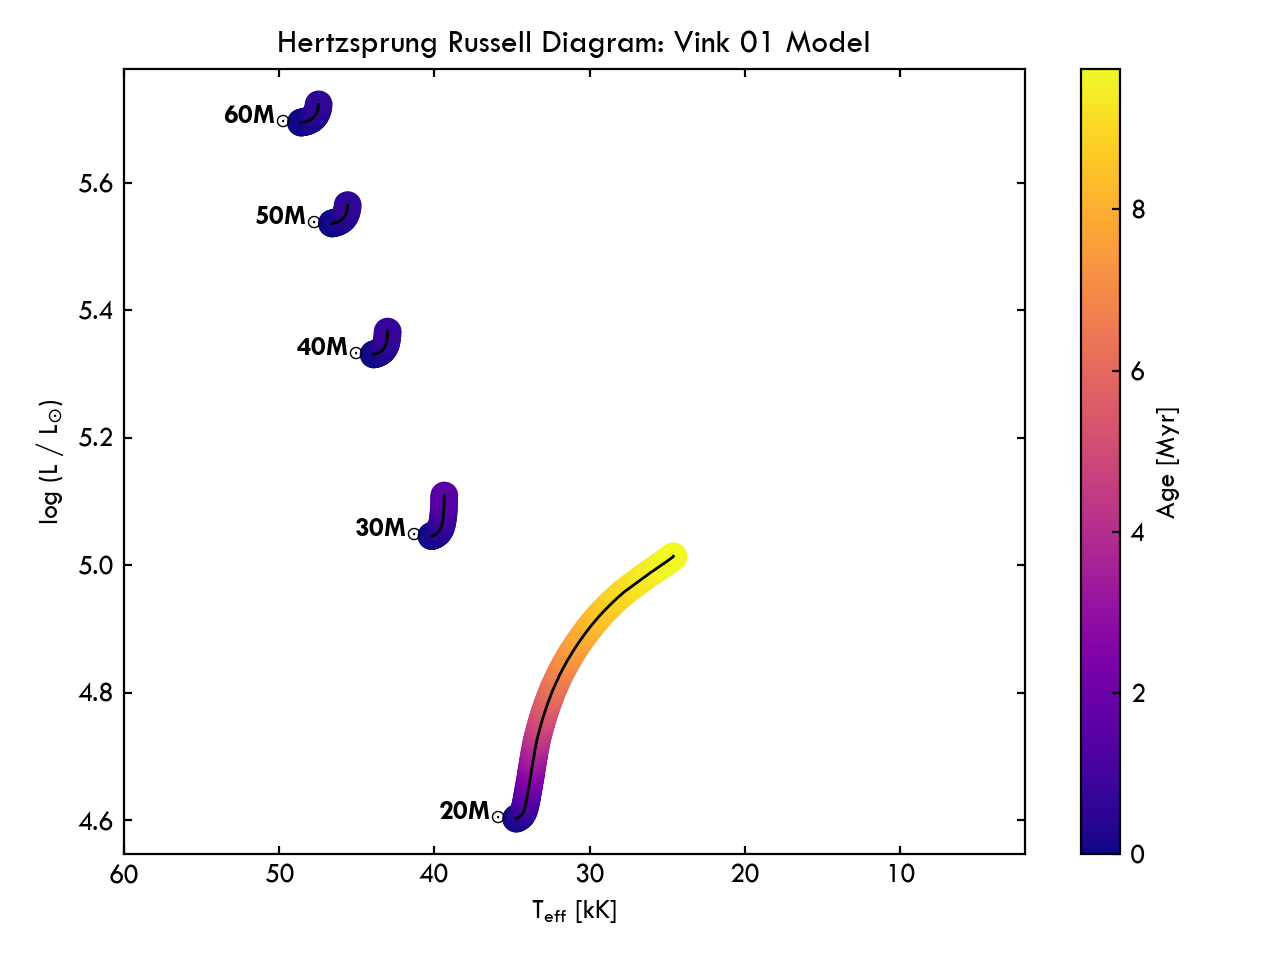 Hertzsprung Russell Diagram: Vink 01 Model
60M☉
50M☉
40M☉
30M☉
20M☉
5.6
5.4
5.2
5.0
4.8
4.6
log (L / L☉)
60
50
40
30
20
10
T_eff [kK]
8
6
4
2
0
Age [Myr]